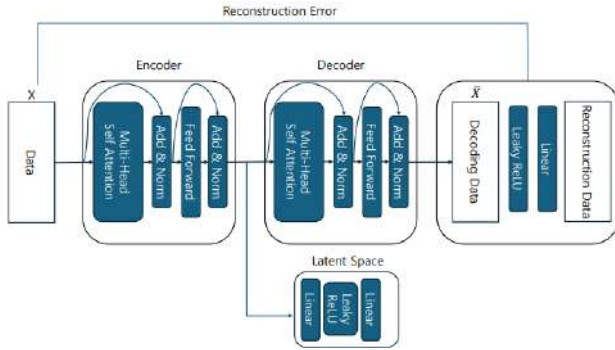 Reconstruction Error
Encoder
Decoder
X
Data
Multi-Head
Self Attention
Add & Norm
Feed Forward
Add & Norm
Multi-Head
Self Attention
Add & Norm
Feed Forward
Add & Norm
X̂
Decoding Data
Leaky ReLU
Linear
Reconstruction Data
Latent Space
Linear
Leaky
ReLU
Linear